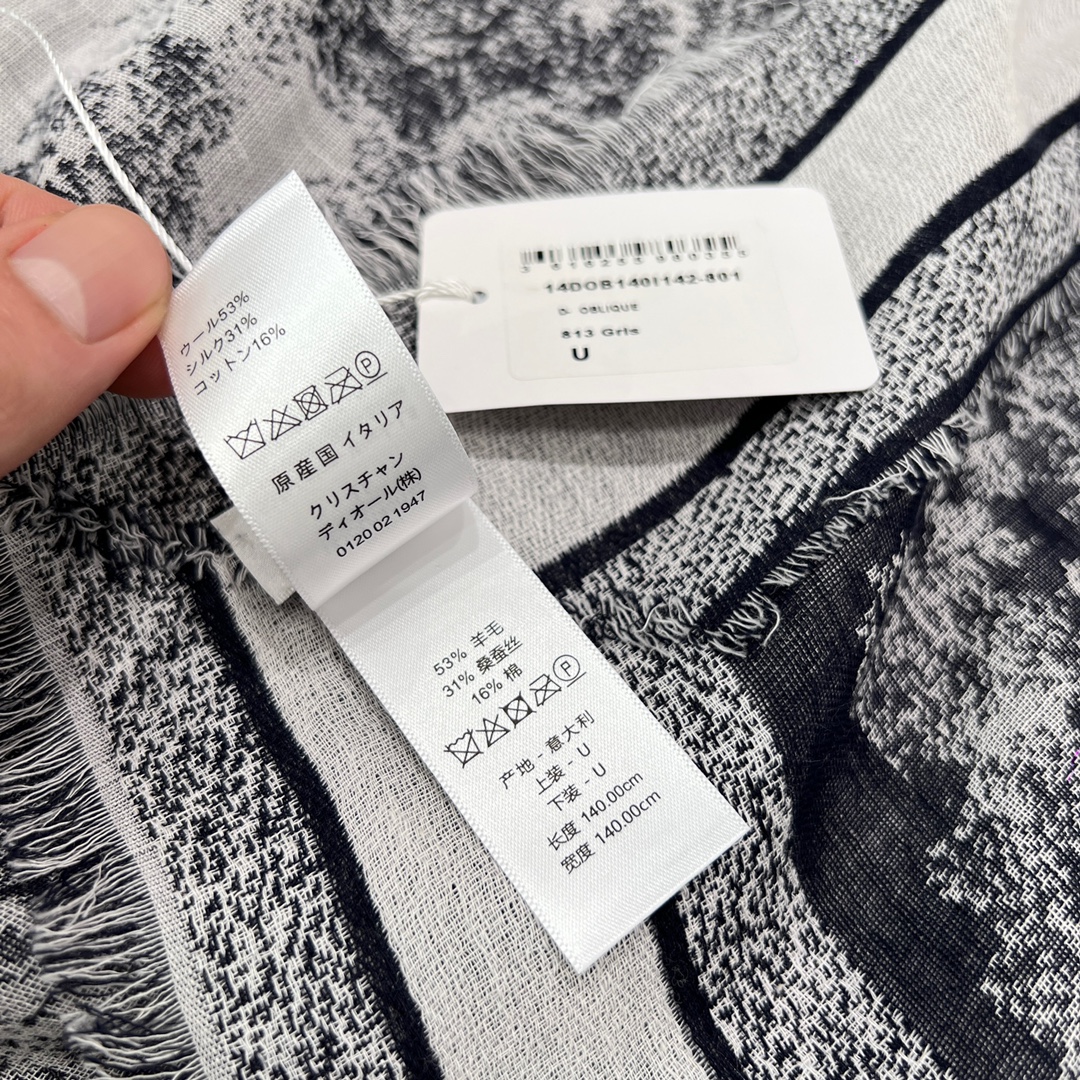 ウール53%
シルク31%
コットン16%
P
原産国 イタリア
クリスチャン
ディオール(株)
0120 02 1947
53% 羊毛
31% 桑蚕丝
16% 棉
P
产地 - 意大利
上装 - U
下装 - U
长度 140.00cm
宽度 140.00cm
14DOB140I142-801
D- OBLIQUE
813 Gris
U